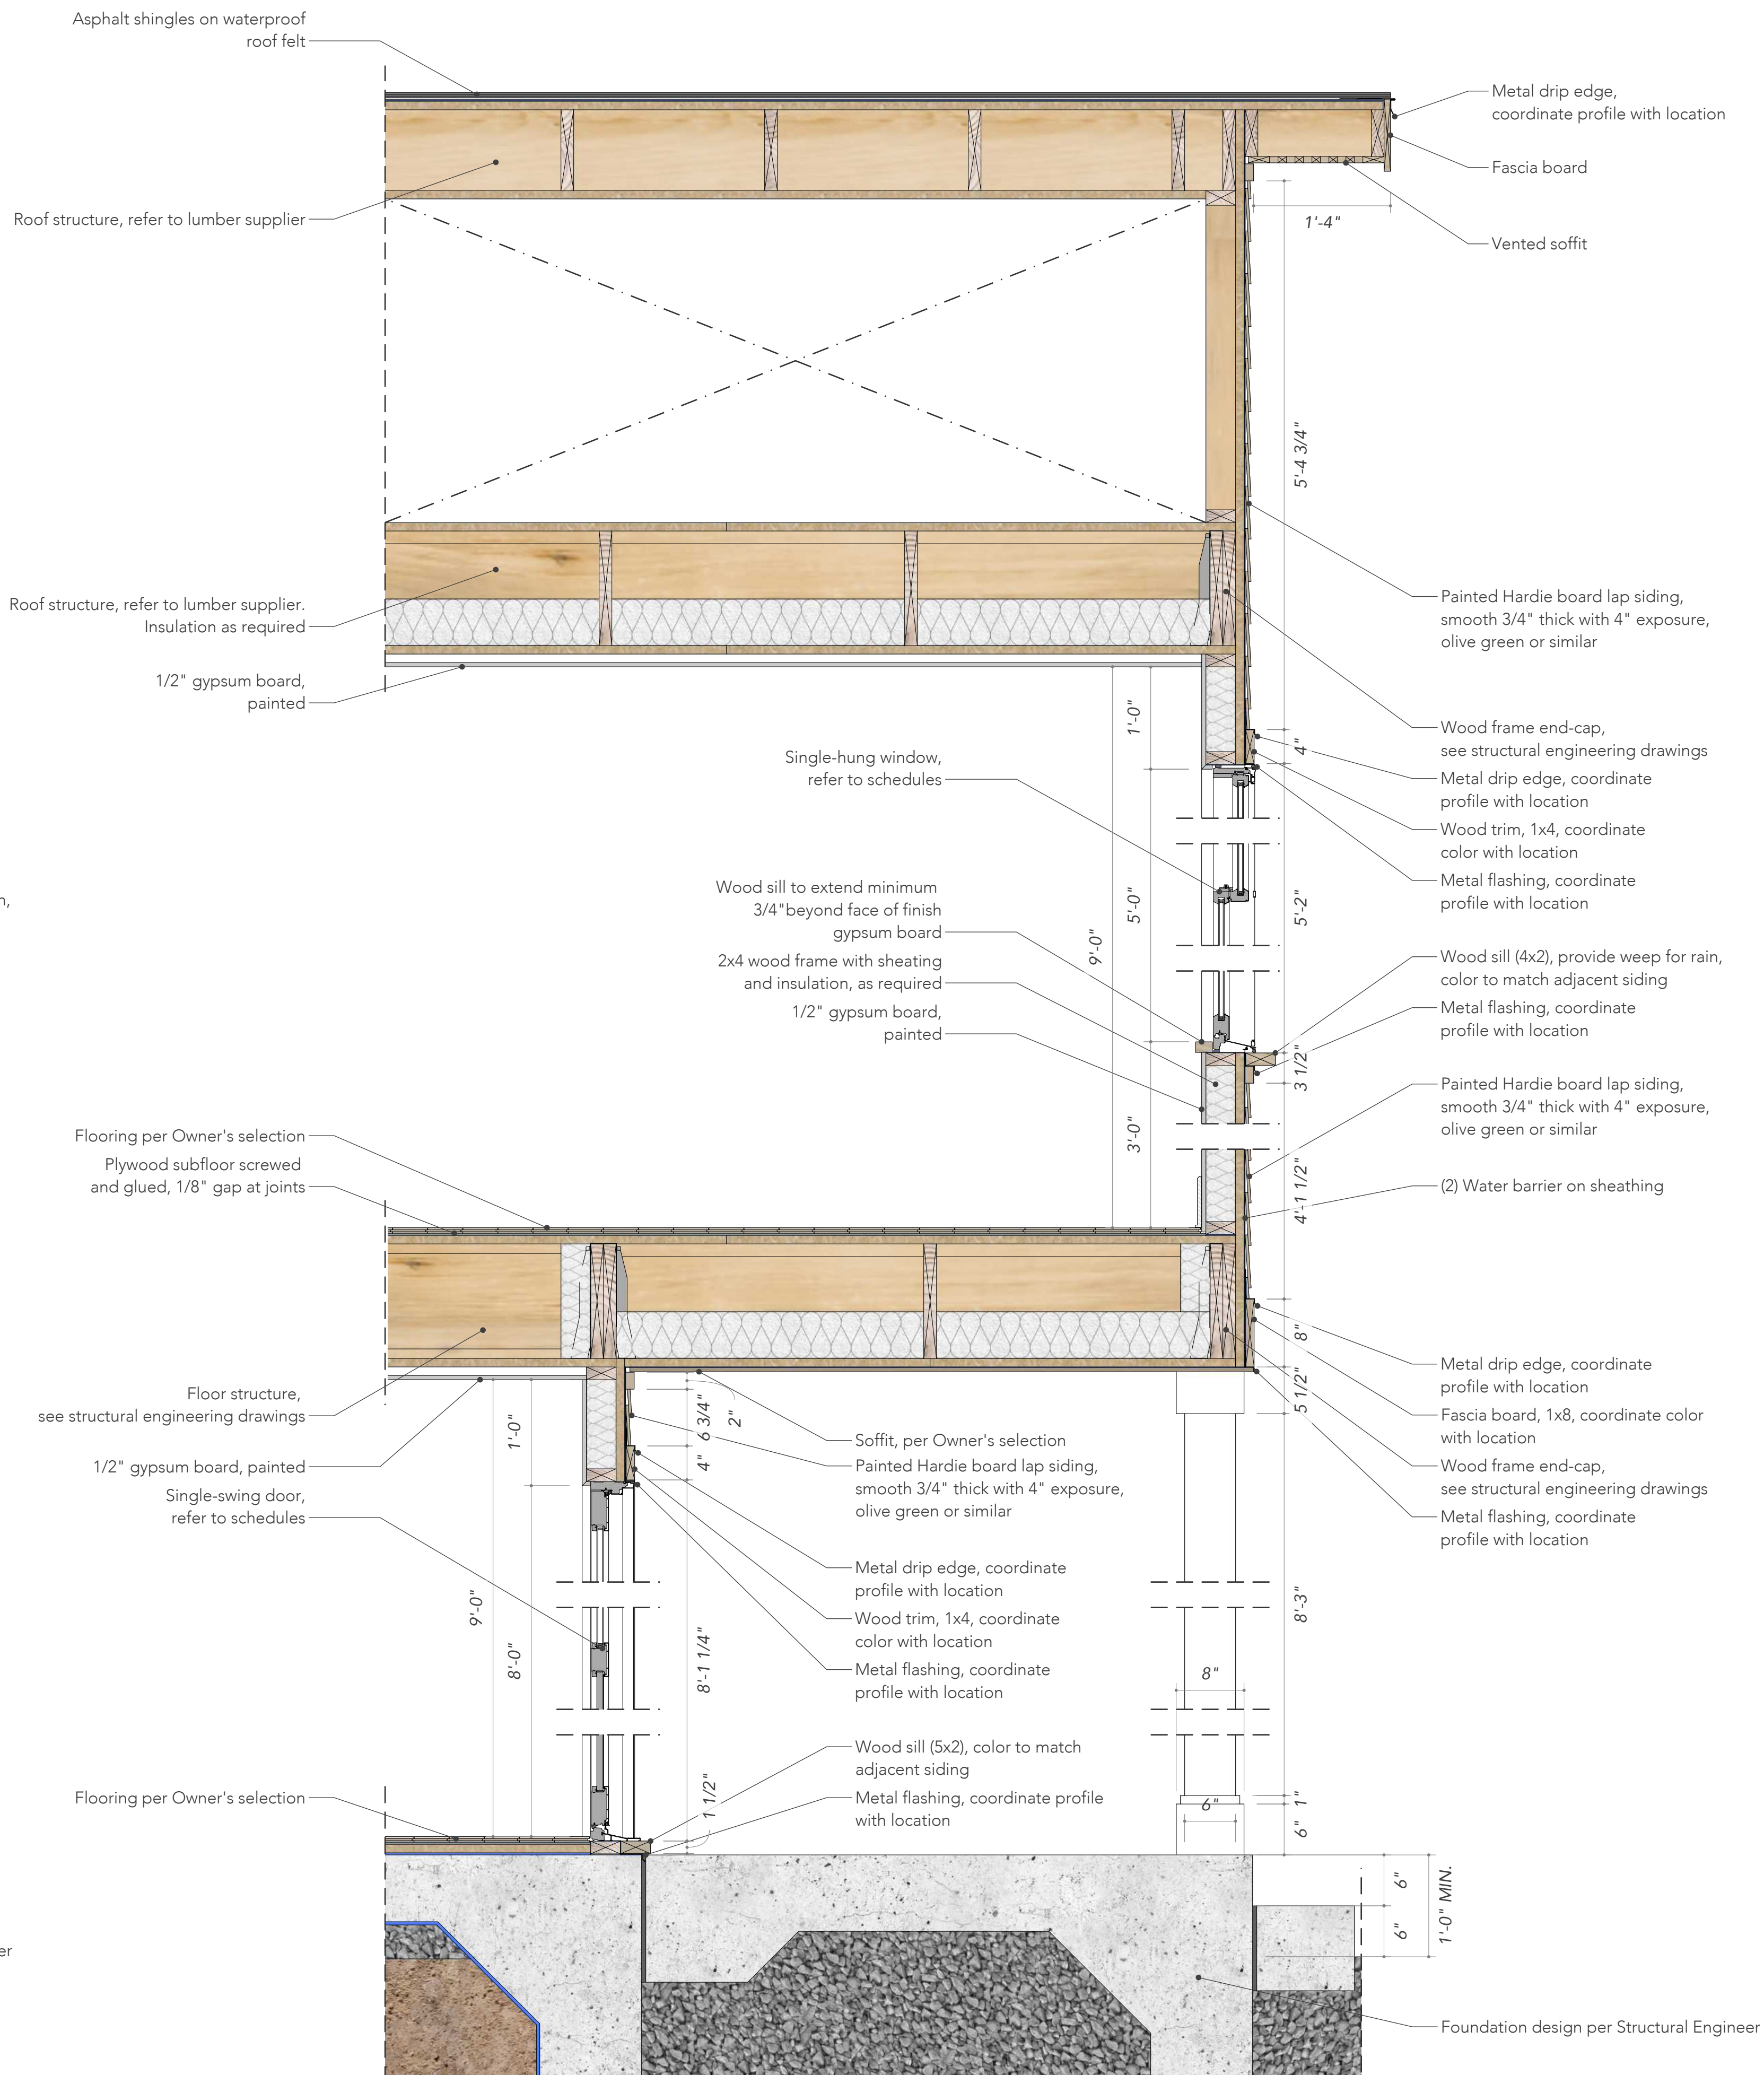 Asphalt shingles on waterproof
roof felt
Metal drip edge,
coordinate profile with location
Fascia board
Roof structure, refer to lumber supplier
1'-4"
Vented soffit
5'-4 3/4"
Roof structure, refer to lumber supplier.
Insulation as required
Painted Hardie board lap siding,
smooth 3/4" thick with 4" exposure,
olive green or similar
1/2" gypsum board,
painted
1'-0"
4"
Wood frame end-cap,
see structural engineering drawings
Single-hung window,
refer to schedules
Metal drip edge, coordinate
profile with location
Wood trim, 1x4, coordinate
color with location
Metal flashing, coordinate
profile with location
n,
Wood sill to extend minimum
3/4"beyond face of finish
gypsum board
5'-0"
5'-2"
9'-0"
2x4 wood frame with sheating
and insulation, as required
Wood sill (4x2), provide weep for rain,
color to match adjacent siding
1/2" gypsum board,
painted
Metal flashing, coordinate
profile with location
3 1/2"
Painted Hardie board lap siding,
smooth 3/4" thick with 4" exposure,
olive green or similar
3'-0"
Flooring per Owner's selection
Plywood subfloor screwed
and glued, 1/8" gap at joints
4'-1 1/2"
(2) Water barrier on sheathing
8"
Metal drip edge, coordinate
profile with location
5 1/2"
Floor structure,
see structural engineering drawings
1'-0"
6 3/4"
2"
Fascia board, 1x8, coordinate color
with location
Soffit, per Owner's selection
4"
1/2" gypsum board, painted
Painted Hardie board lap siding,
smooth 3/4" thick with 4" exposure,
olive green or similar
Wood frame end-cap,
see structural engineering drawings
Single-swing door,
refer to schedules
Metal flashing, coordinate
profile with location
Metal drip edge, coordinate
profile with location
9'-0"
8'-0"
8'-1 1/4"
8'-3"
Wood trim, 1x4, coordinate
color with location
Metal flashing, coordinate
profile with location
8"
Wood sill (5x2), color to match
adjacent siding
1 1/2"
Flooring per Owner's selection
Metal flashing, coordinate profile
with location
6"
1"
6"
6"
6"
1'-0" MIN.
er
Foundation design per Structural Engineer